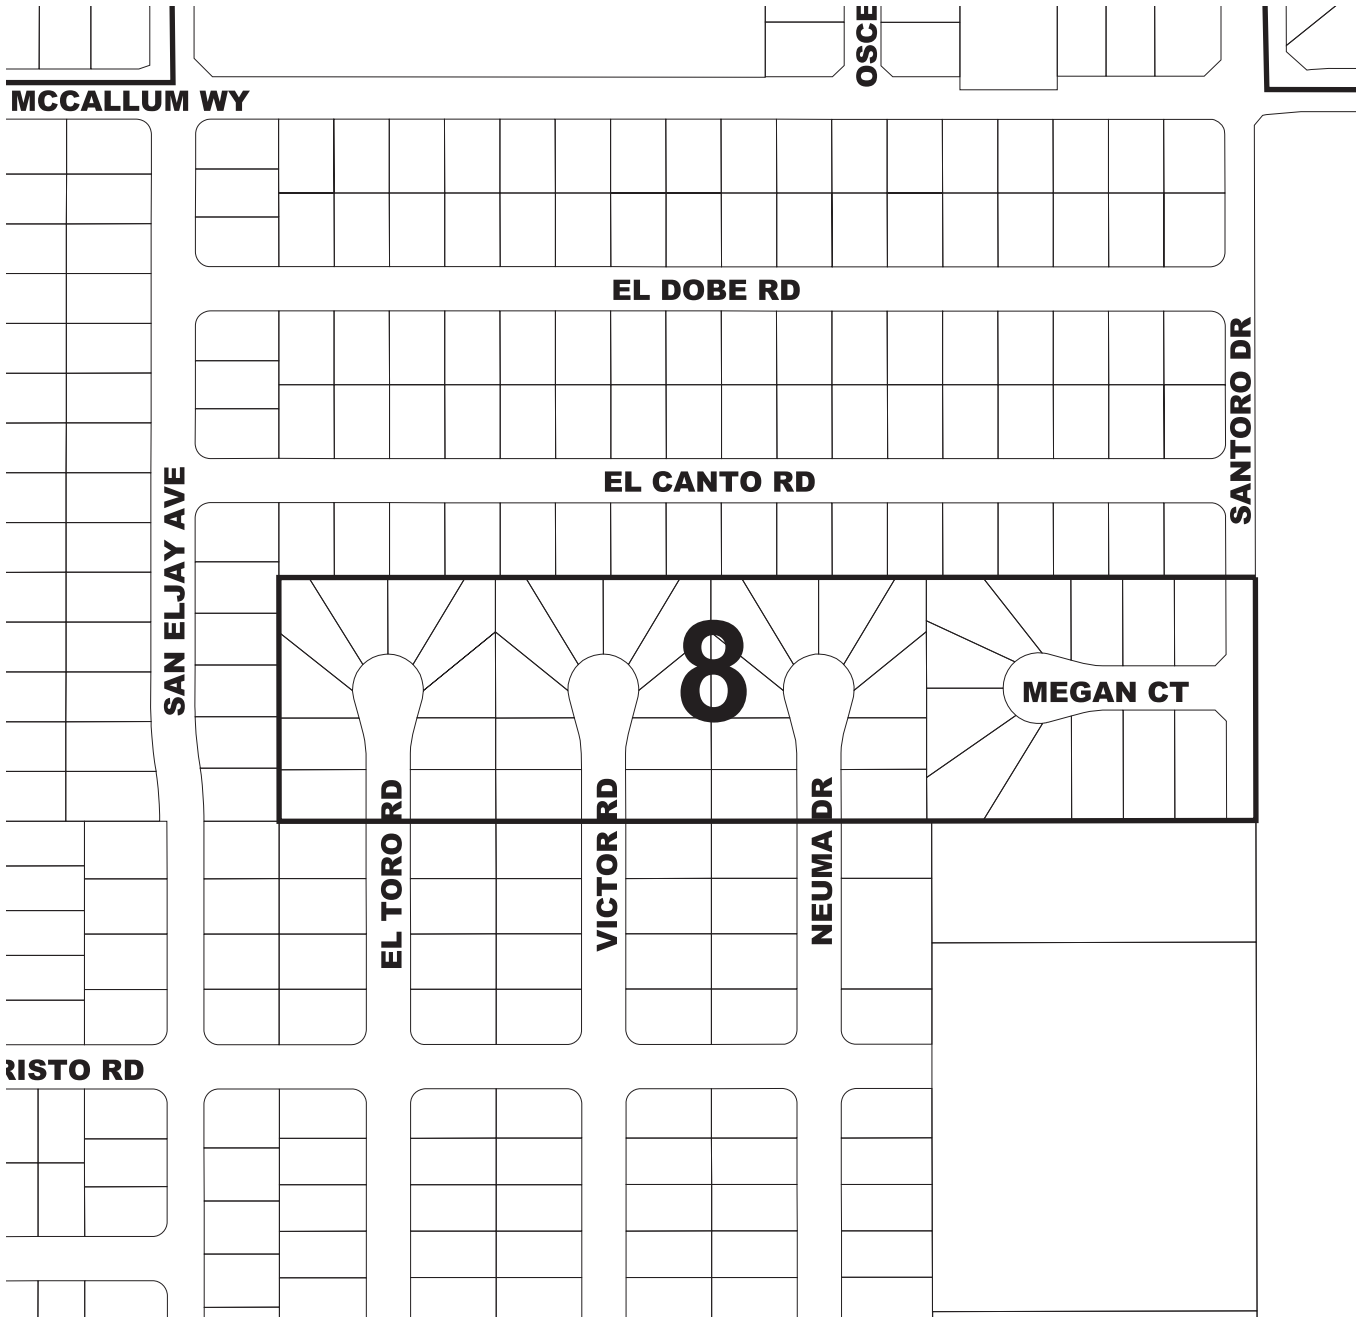 OSCE
MCCALLUM WY
EL DOBE RD
SANTORO DR
EL CANTO RD
SAN ELJAY AVE
8
MEGAN CT
EL TORO RD
VICTOR RD
NEUMA DR
RISTO RD